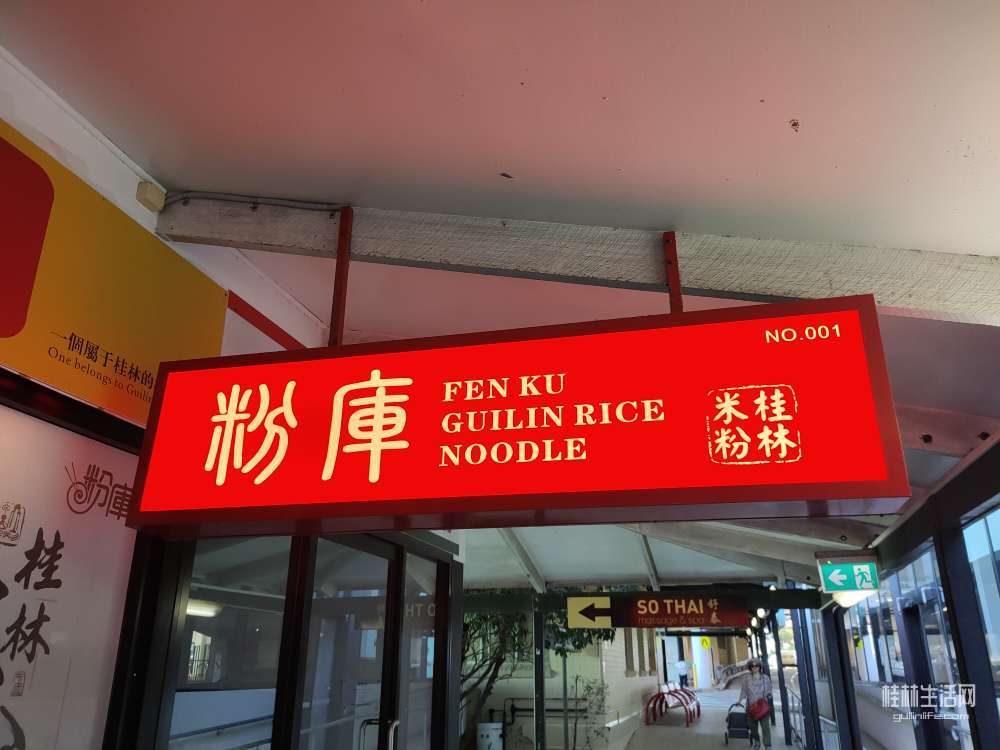 NO.001
粉庫
FEN KU
GUILIN RICE
NOODLE
桂林
米粉
一個屬于桂林的
One belongs to Guilin
粉庫
桂林
SO THAI 舒泰
massage & spa
桂林生活网
guilinlife.com